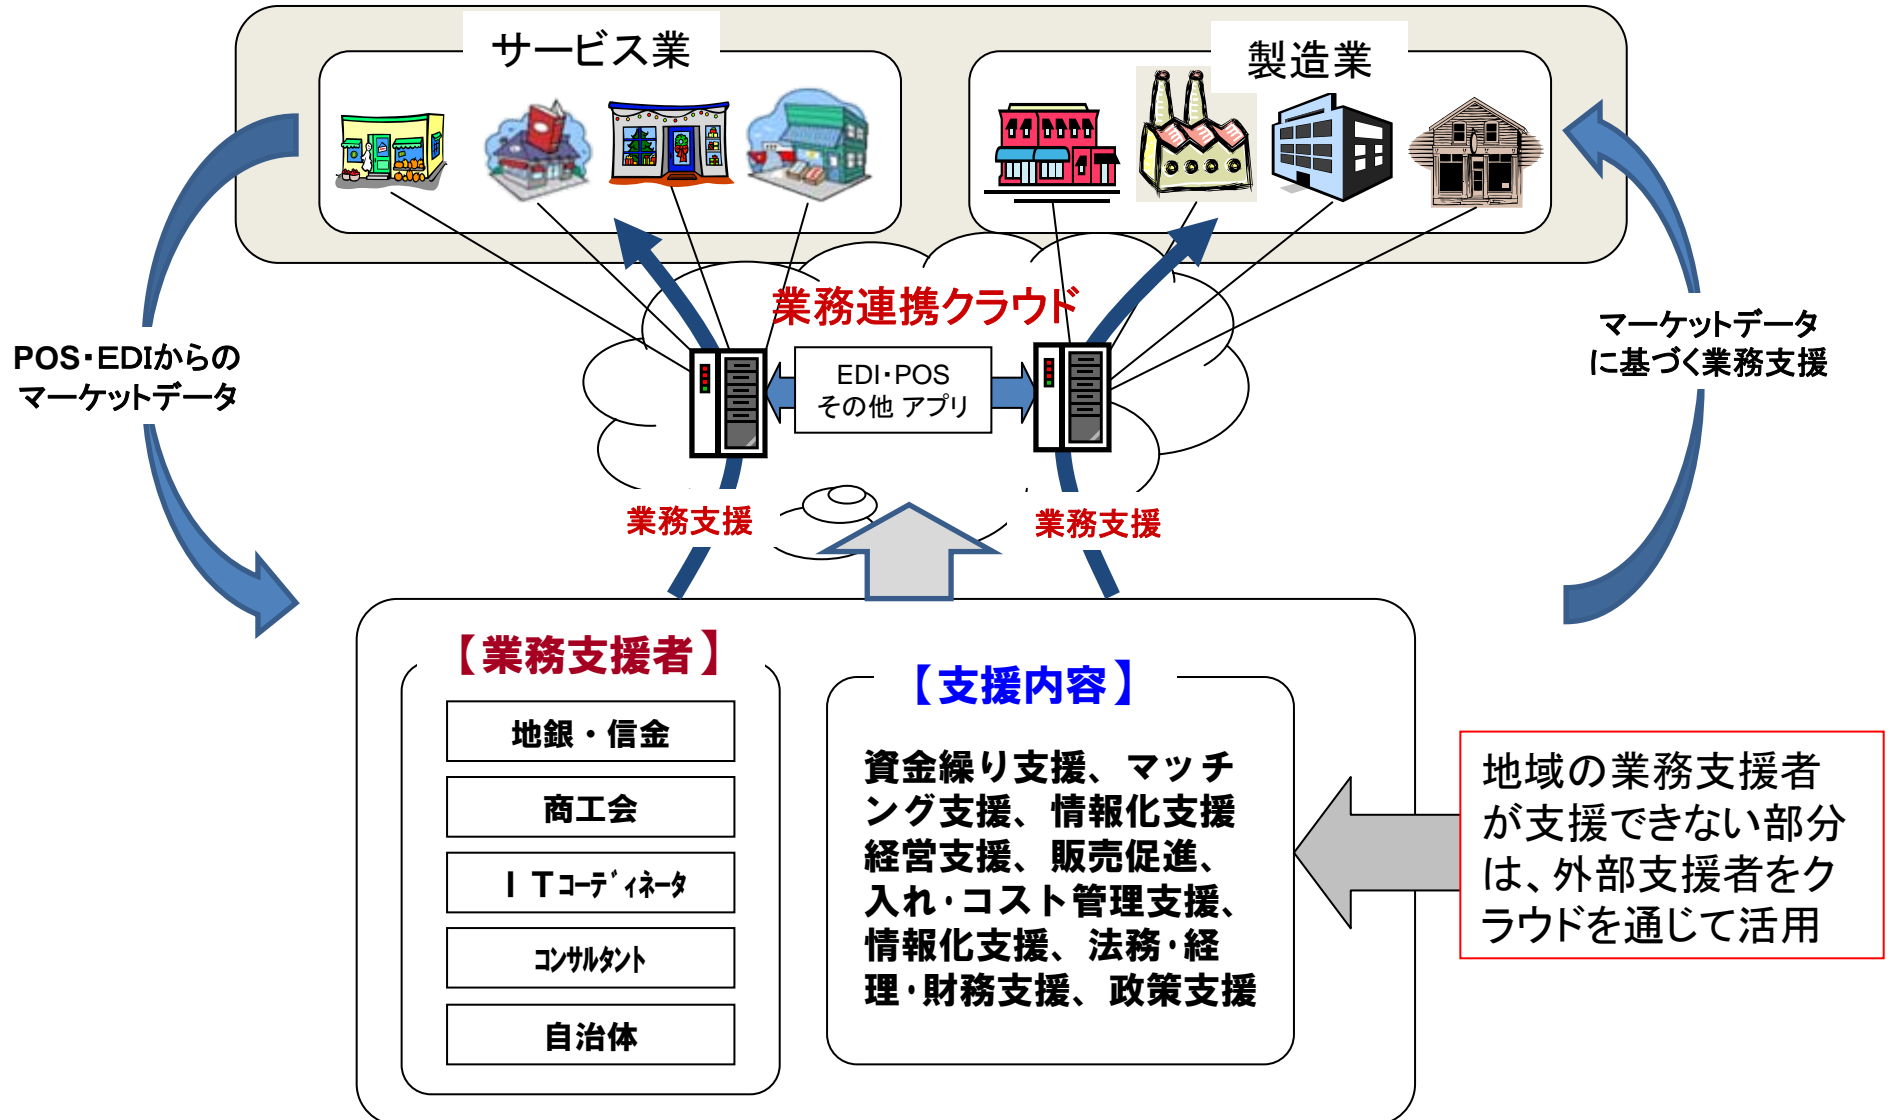 サービス業
製造業
業務連携クラウド
POS・EDIからの
マーケットデータ
EDI・POS
その他 アプリ
マーケットデータ
に基づく業務支援
業務支援
業務支援
【業務支援者】
地銀・信金
商工会
ＩＴｺｰﾃﾞｨﾈｰﾀ
ｺﾝｻﾙﾀﾝﾄ
自治体
【支援内容】
資金繰り支援、マッチ
ング支援、情報化支援
経営支援、販売促進、
入れ・コスト管理支援、
情報化支援、法務・経
理・財務支援、政策支援
地域の業務支援者
が支援できない部分
は、外部支援者をク
ラウドを通じて活用